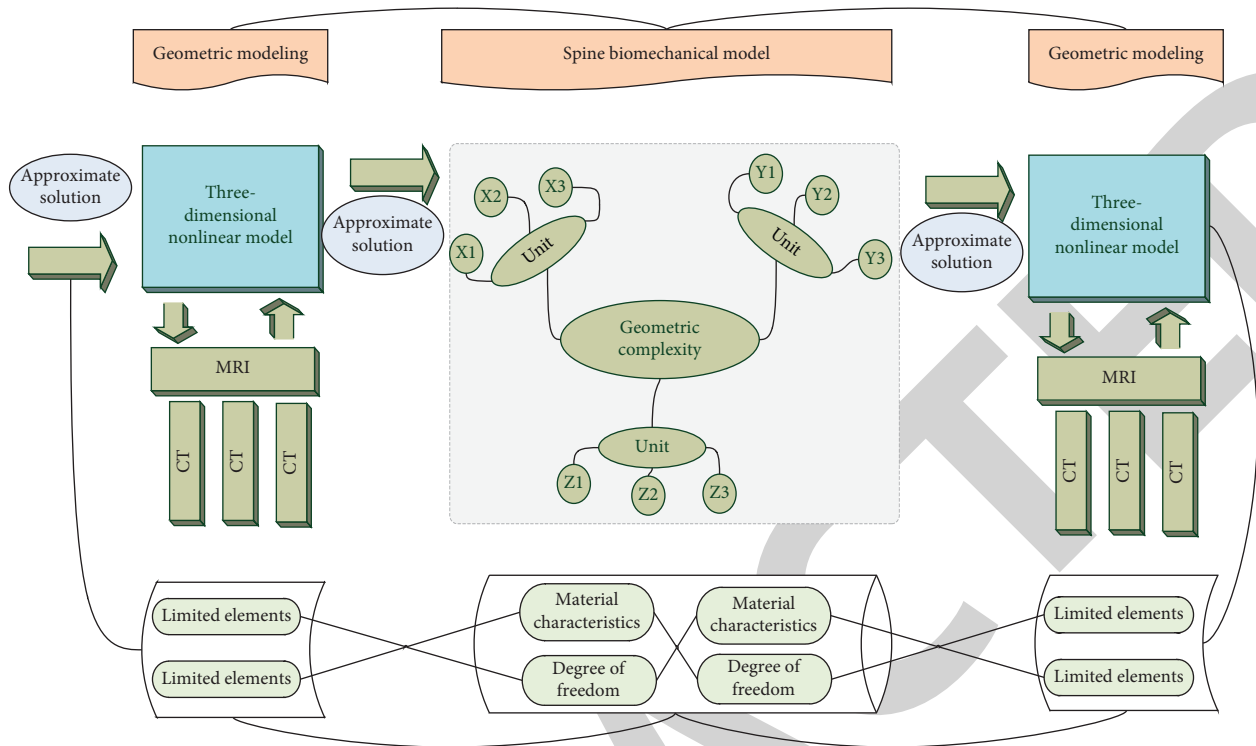 Geometric modeling
Spine biomechanical model
Geometric modeling
Approximate
solution
Three-
dimensional
nonlinear model
Approximate
solution
X1
X2
X3
Unit
Y1
Y2
Y3
Unit
Geometric
complexity
Unit
Z1
Z2
Z3
Approximate
solution
Three-
dimensional
nonlinear model
MRI
CT
CT
CT
MRI
CT
CT
CT
Limited elements
Limited elements
Material
characteristics
Degree of
freedom
Material
characteristics
Degree of
freedom
Limited elements
Limited elements